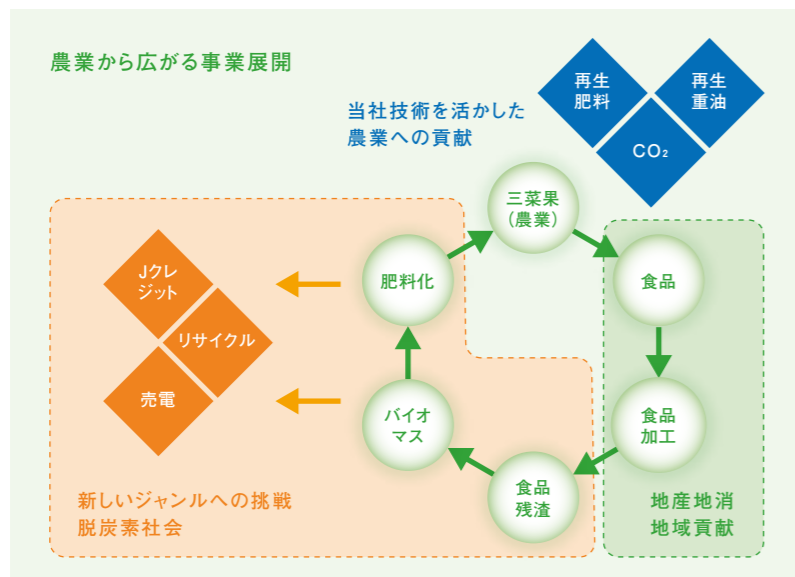 農業から広がる事業展開
当社技術を活かした
農業への貢献
再生
肥料
再生
重油
CO₂
三菜果
(農業)
食品
食品
加工
食品
残渣
バイオ
マス
肥料化
Jクレ
ジット
リサイクル
売電
新しいジャンルへの挑戦
脱炭素社会
地産地消
地域貢献